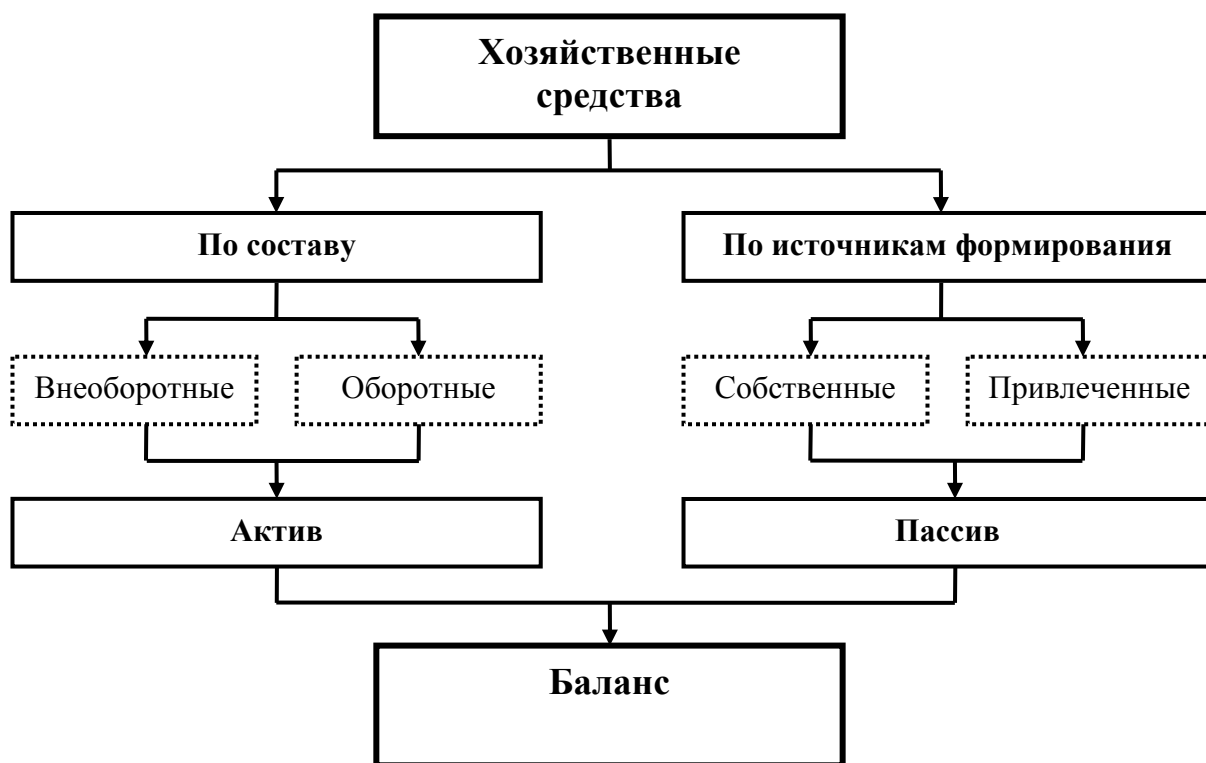 Хозяйственные
средства
По составу
По источникам формирования
Внеоборотные
Оборотные
Собственные
Привлеченные
Актив
Пассив
Баланс